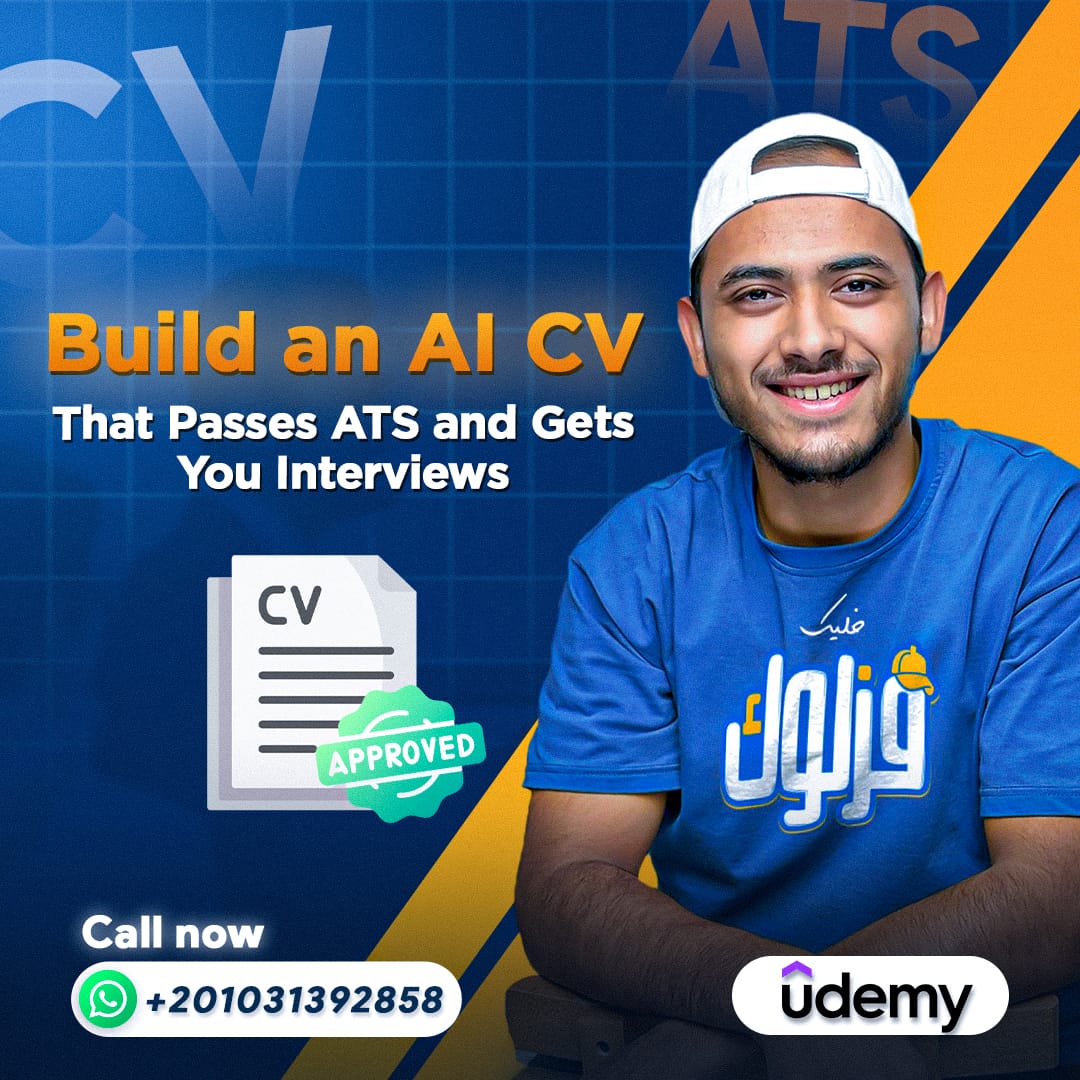 CV
ATS
Build an AI CV
That Passes ATS and Gets
You Interviews
CV
APPROVED
خليك
فزلوك
Call now
+201031392858
udemy